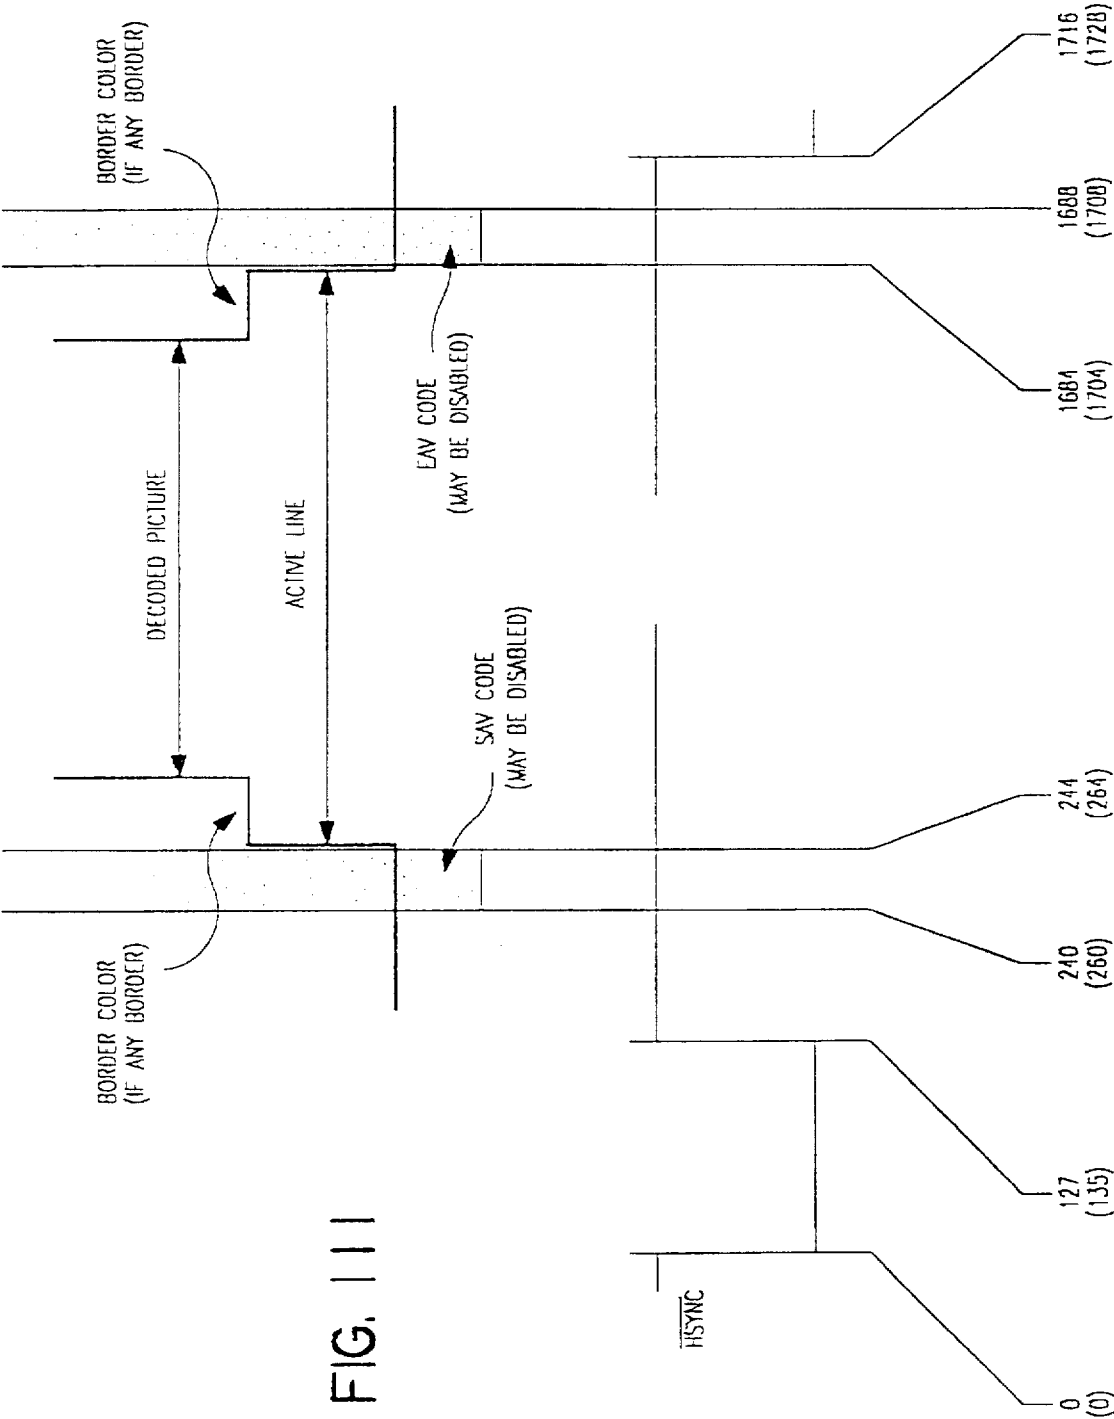 BORDER COLOR
(IF ANY BORDER)
BORDER COLOR
(IF ANY BORDER)
DECODED PICTURE
ACTIVE LINE
FIG. 111
EAV CODE
(MAY BE DISABLED)
SAV CODE
(MAY BE DISABLED)
HSYNC
0
(0)
127
(135)
240
(260)
244
(264)
1684
(1704)
1688
(1708)
1716
(1728)